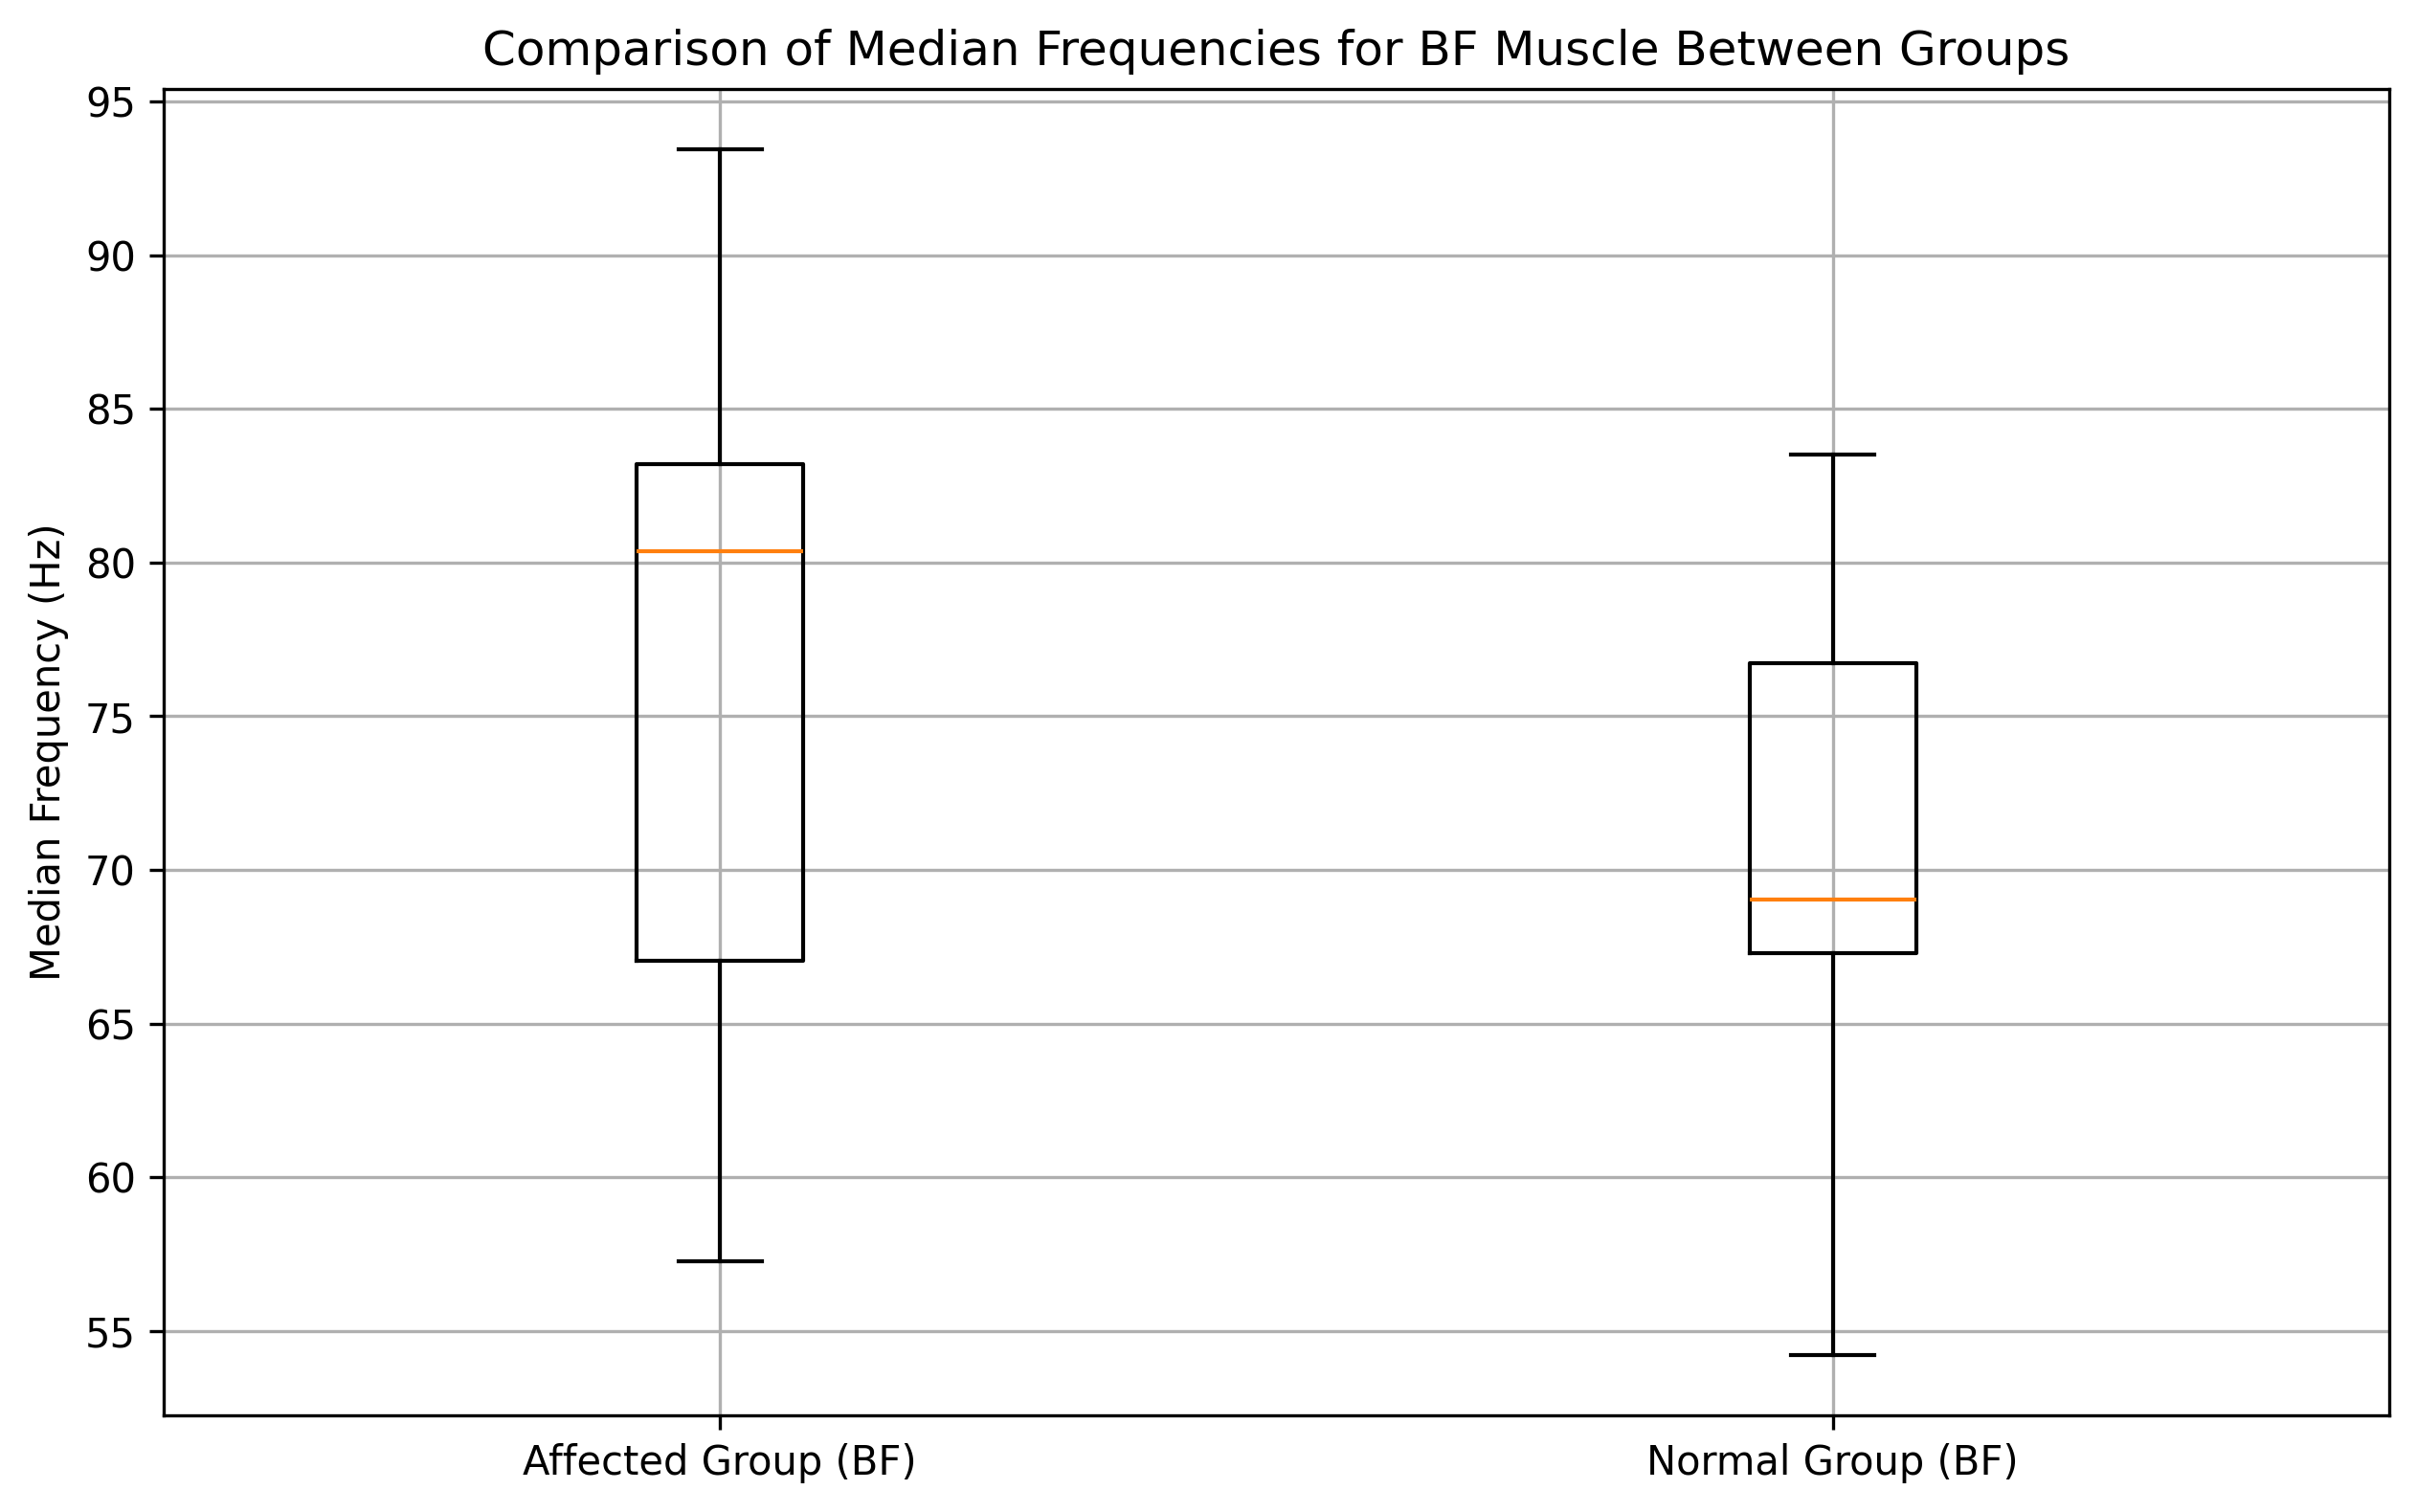 Comparison of Median Frequencies for BF Muscle Between Groups
Median Frequency (Hz)
95
90
85
80
75
70
65
60
55
Affected Group (BF)
Normal Group (BF)